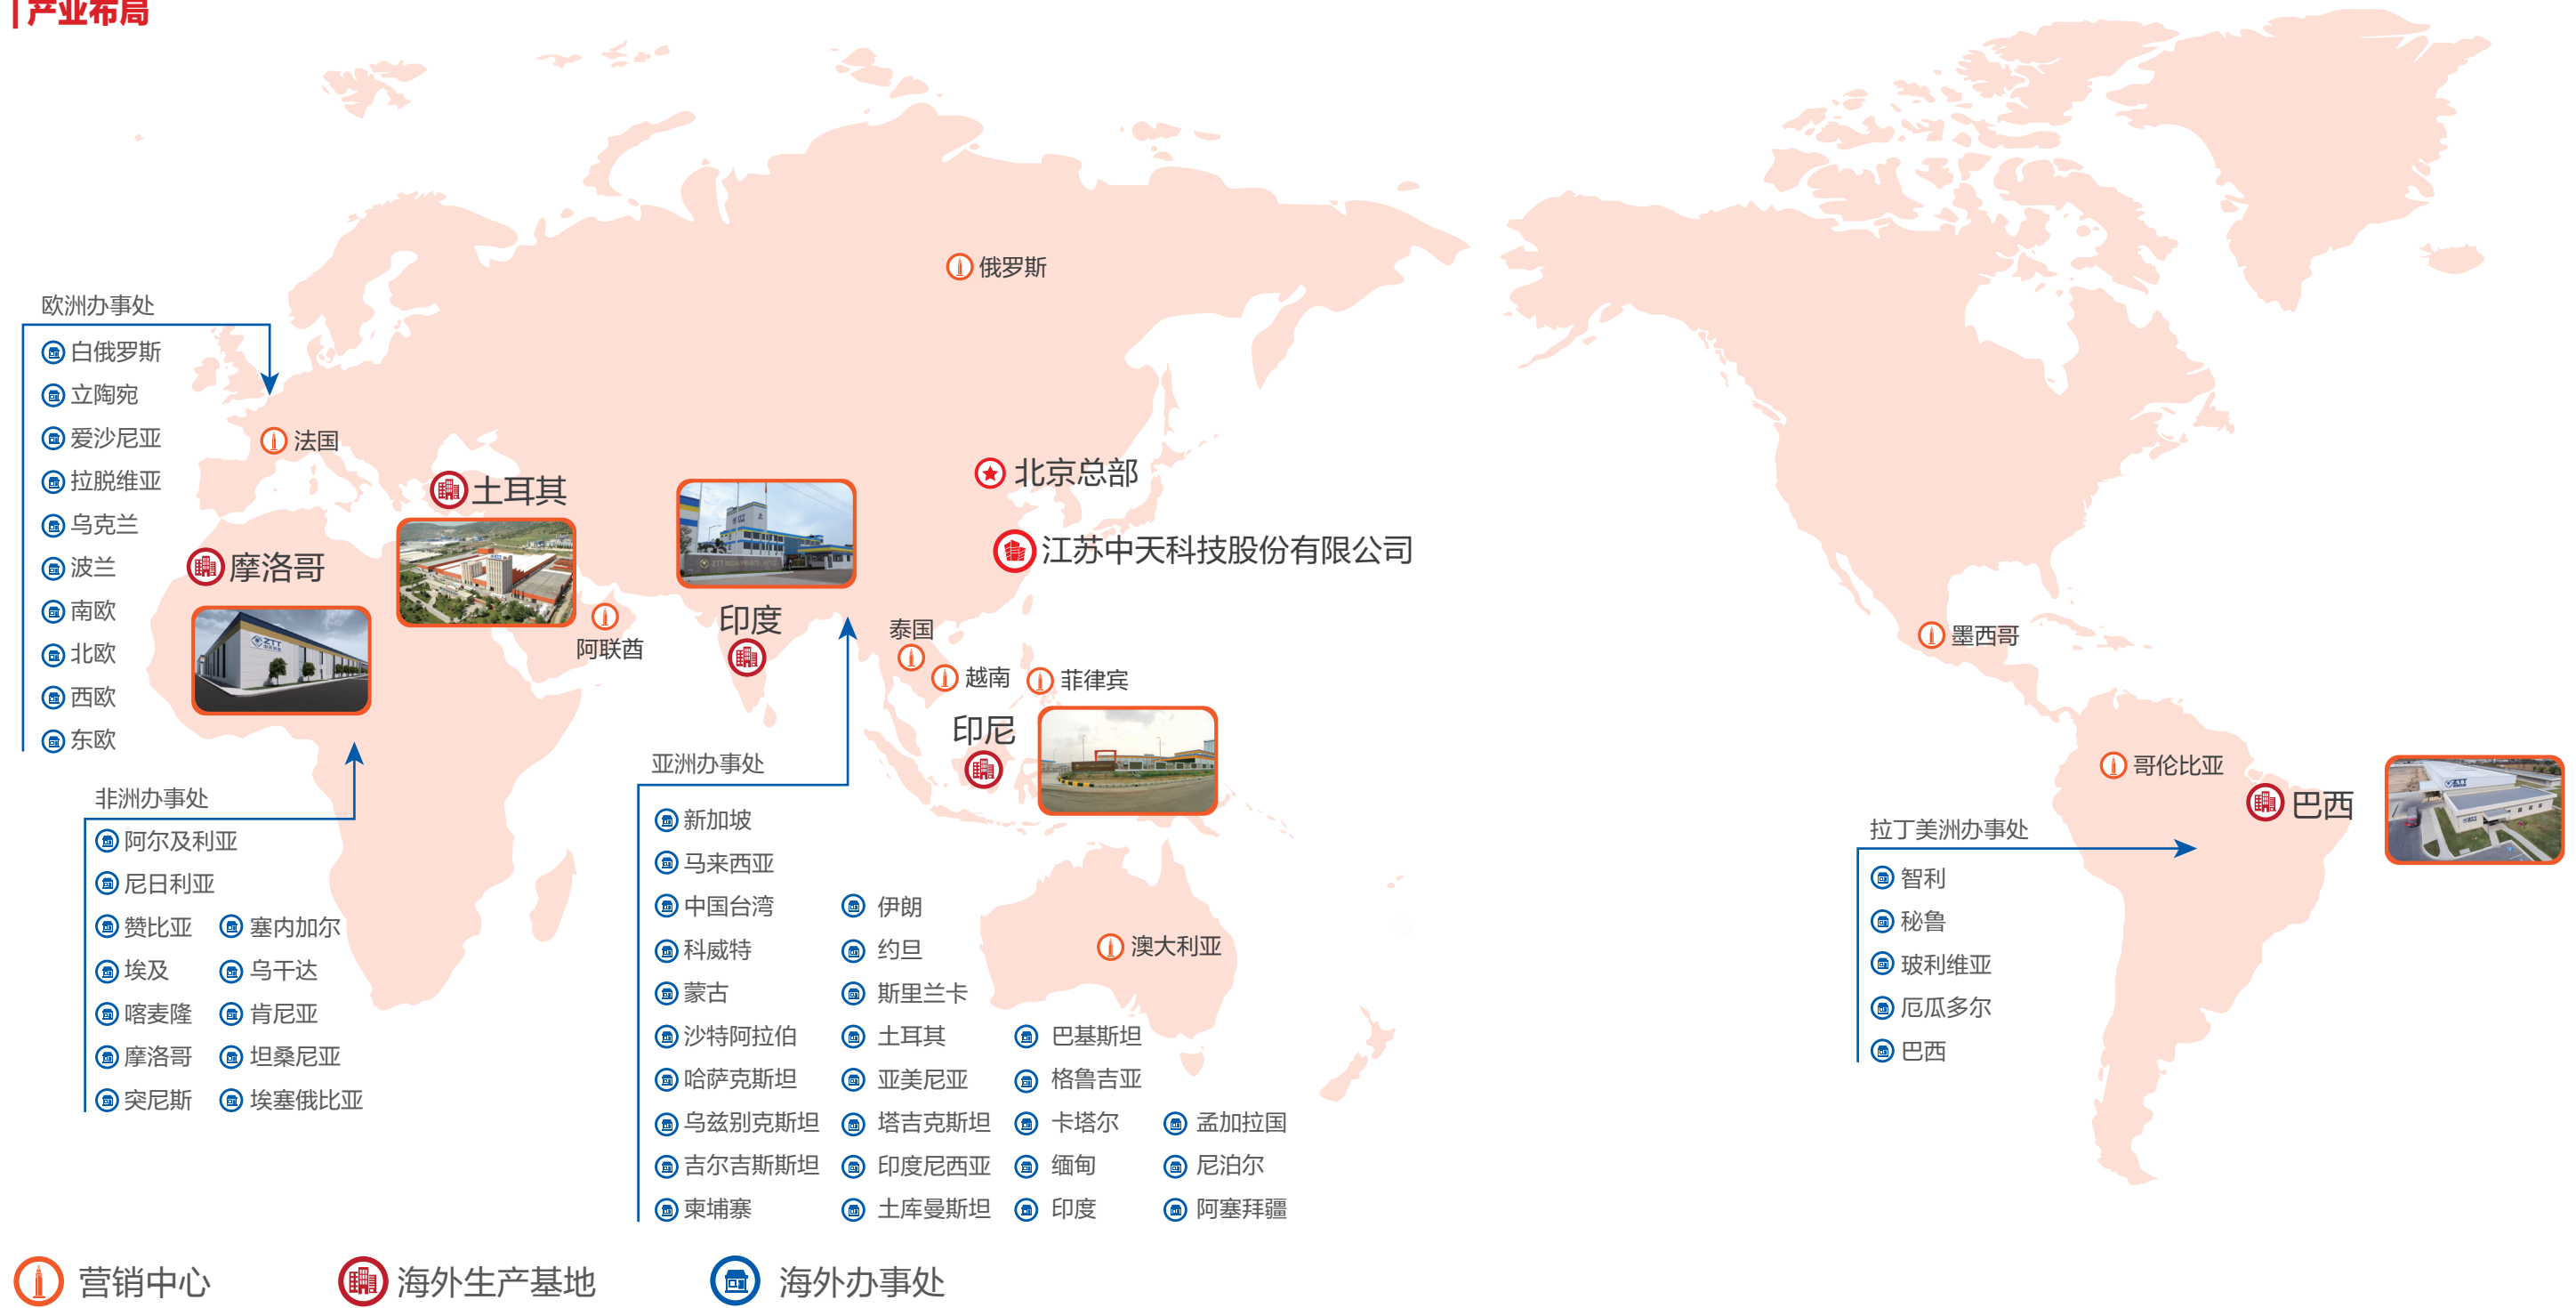 产业布局
俄罗斯
欧洲办事处
白俄罗斯
立陶宛
爱沙尼亚
拉脱维亚
乌克兰
波兰
南欧
北欧
西欧
东欧
法国
土耳其
摩洛哥
ZTT
阿联酋
ZTT
印度
北京总部
江苏中天科技股份有限公司
泰国
越南
菲律宾
印尼
墨西哥
哥伦比亚
巴西
ZTT
非洲办事处
阿尔及利亚
尼日利亚
赞比亚 塞内加尔
埃及 乌干达
喀麦隆 肯尼亚
摩洛哥 坦桑尼亚
突尼斯 埃塞俄比亚
亚洲办事处
新加坡
马来西亚
中国台湾 伊朗
科威特 约旦
蒙古 斯里兰卡
沙特阿拉伯 土耳其 巴基斯坦
哈萨克斯坦 亚美尼亚 格鲁吉亚
乌兹别克斯坦 塔吉克斯坦 卡塔尔 孟加拉国
吉尔吉斯斯坦 印度尼西亚 缅甸 尼泊尔
柬埔寨 土库曼斯坦 印度 阿塞拜疆
澳大利亚
拉丁美洲办事处
智利
秘鲁
玻利维亚
厄瓜多尔
巴西
营销中心 海外生产基地 海外办事处